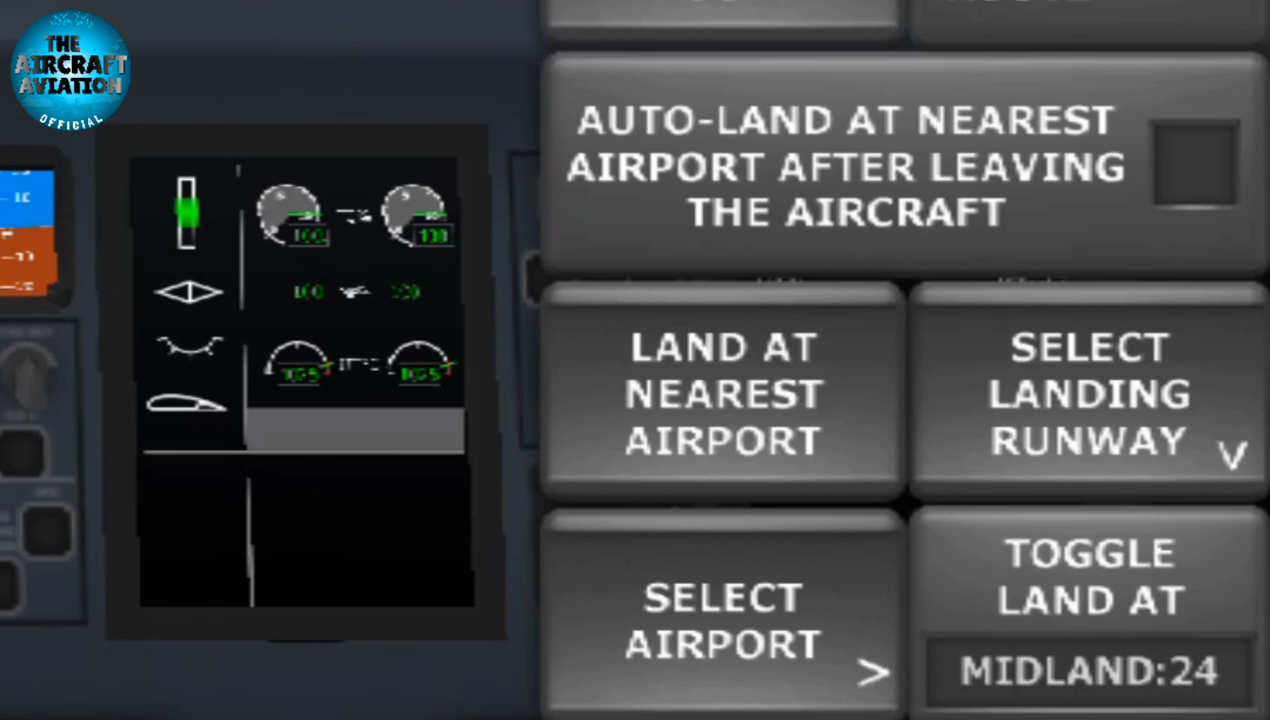 THE
AIRCRAFT
AVIATION
OFFICIAL
AUTO-LAND AT NEAREST
AIRPORT AFTER LEAVING
THE AIRCRAFT
LAND AT
NEAREST
AIRPORT
SELECT
LANDING
RUNWAY V
SELECT
AIRPORT >
TOGGLE
LAND AT
MIDLAND:24